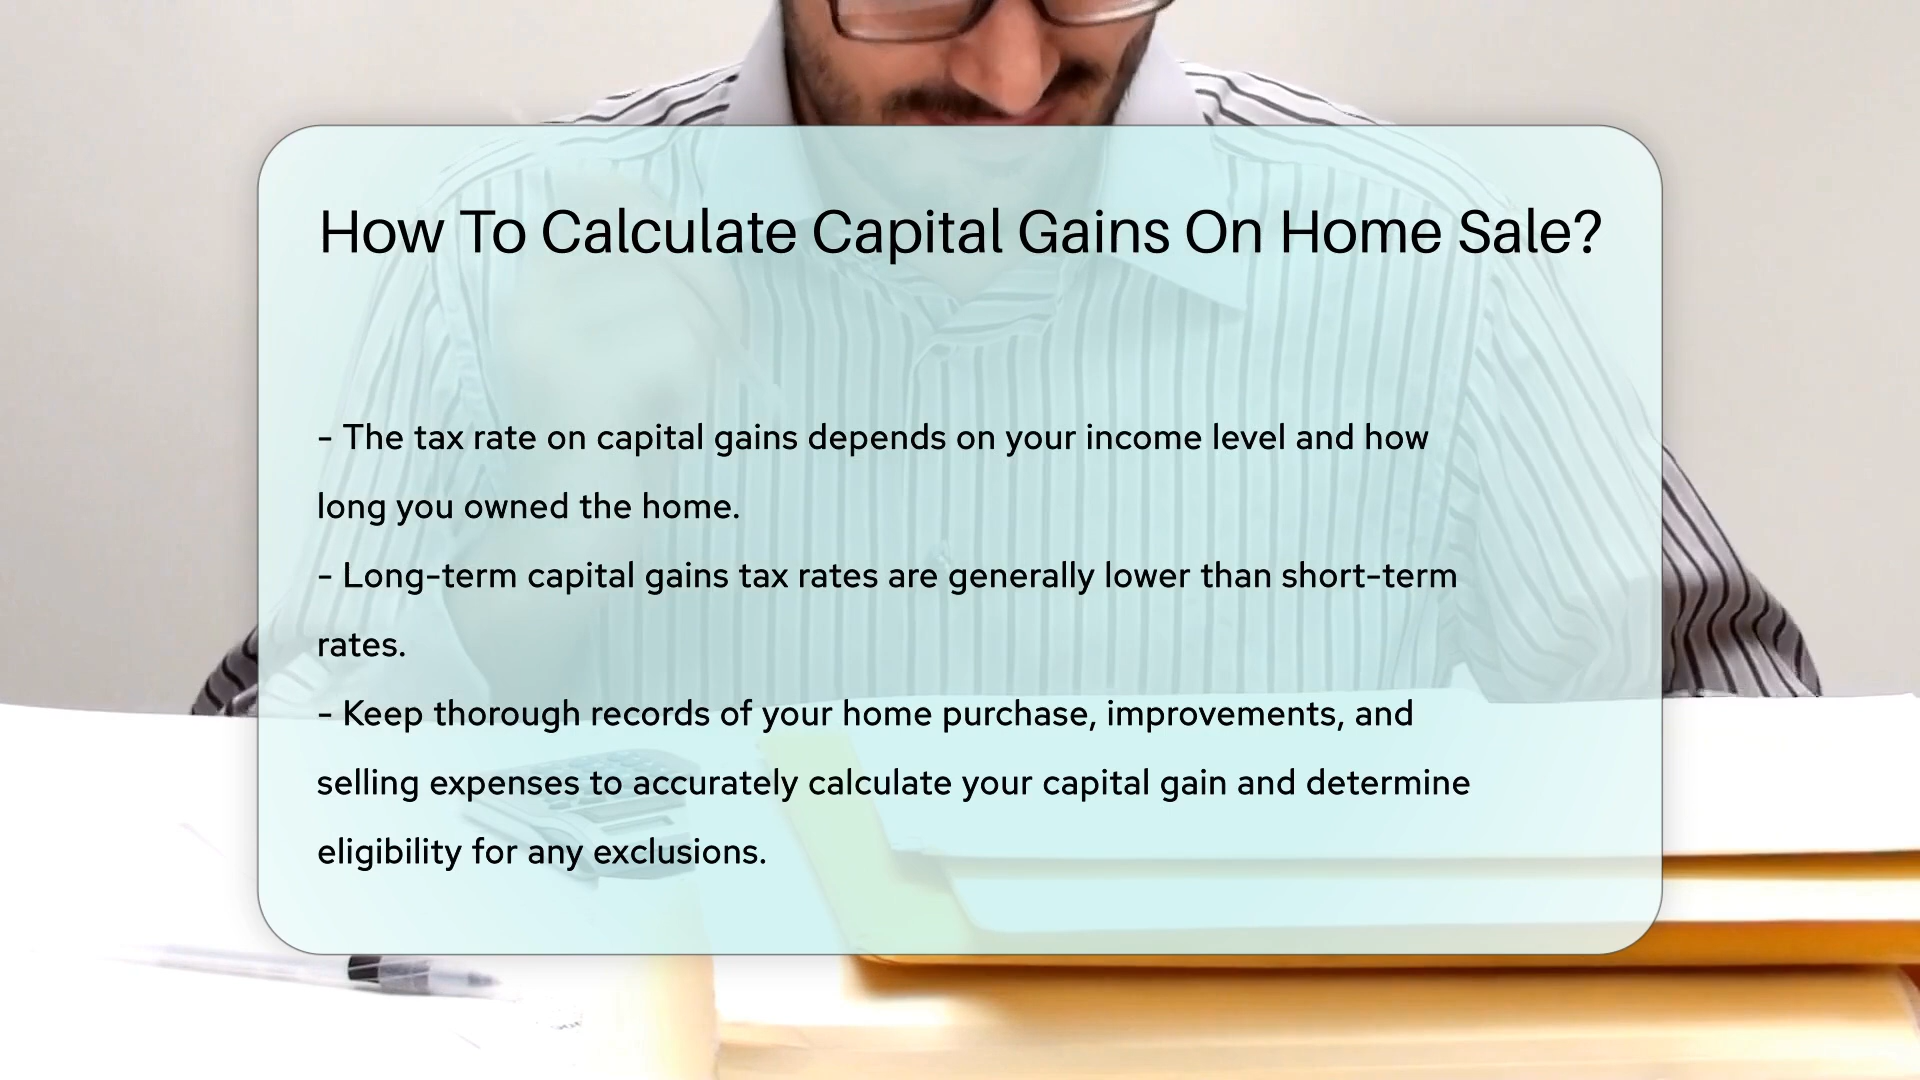 How To Calculate Capital Gains On Home Sale?
- The tax rate on capital gains depends on your income level and how
long you owned the home.
- Long-term capital gains tax rates are generally lower than short-term
rates.
- Keep thorough records of your home purchase, improvements, and
selling expenses to accurately calculate your capital gain and determine
eligibility for any exclusions.